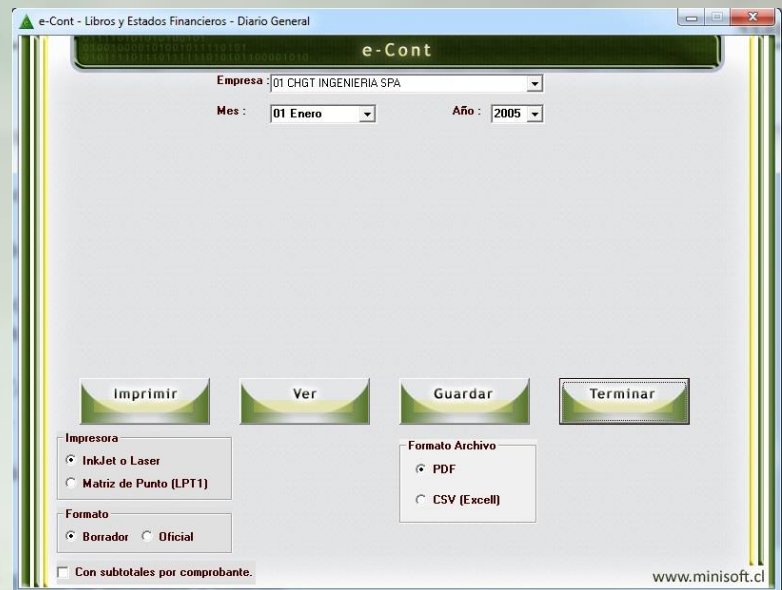 e-Cont - Libros y Estados Financieros - Diario General
e-Cont
Empresa : 01 CHGT INGENIERIA SPA
Mes : 01 Enero Año : 2005
Imprimir Ver Guardar Terminar
Impresora
InkJet o Laser
Matriz de Punto (LPT1)
Formato Archivo
PDF
CSV (Excell)
Formato
Borrador Oficial
Con subtotales por comprobante.
www.minisoft.cl